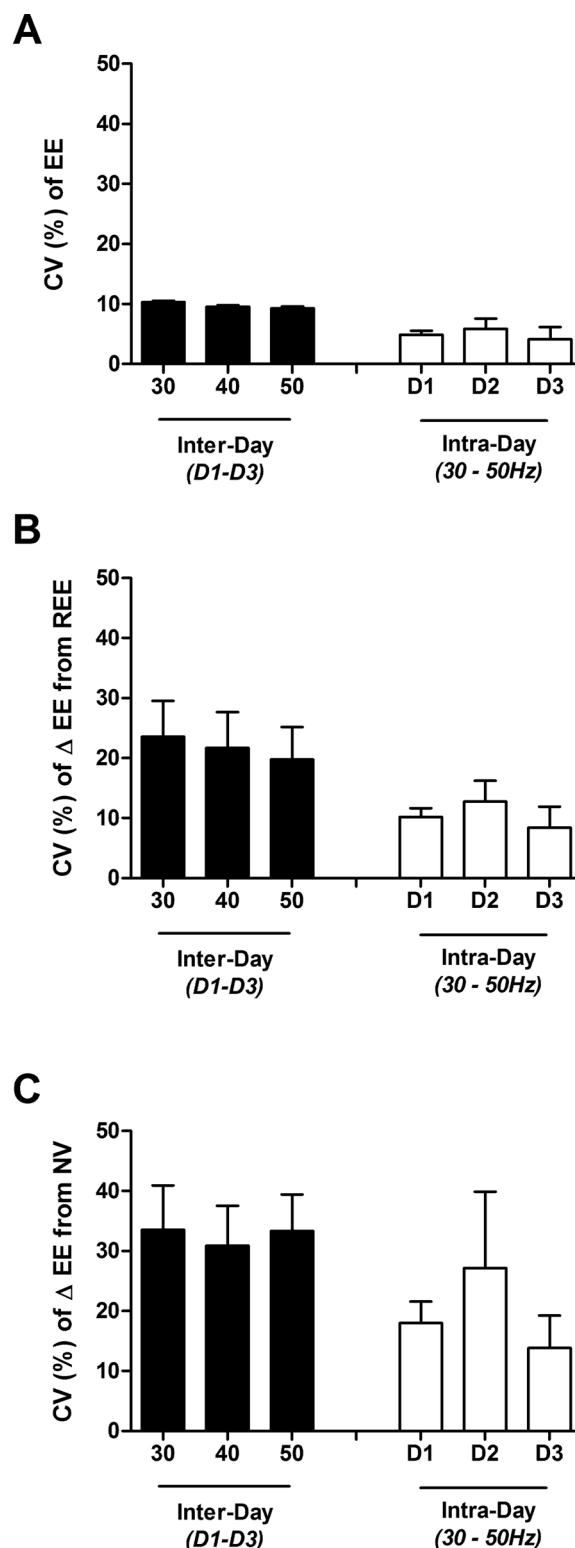 A
CV (%) of EE
50
40
30
20
10
0
30 40 50 D1 D2 D3
Inter-Day Intra-Day
(D1-D3) (30 - 50Hz)
B
CV (%) of Δ EE from REE
50
40
30
20
10
0
30 40 50 D1 D2 D3
Inter-Day Intra-Day
(D1-D3) (30 - 50Hz)
C
CV (%) of Δ EE from NV
50
40
30
20
10
0
30 40 50 D1 D2 D3
Inter-Day Intra-Day
(D1-D3) (30 - 50Hz)